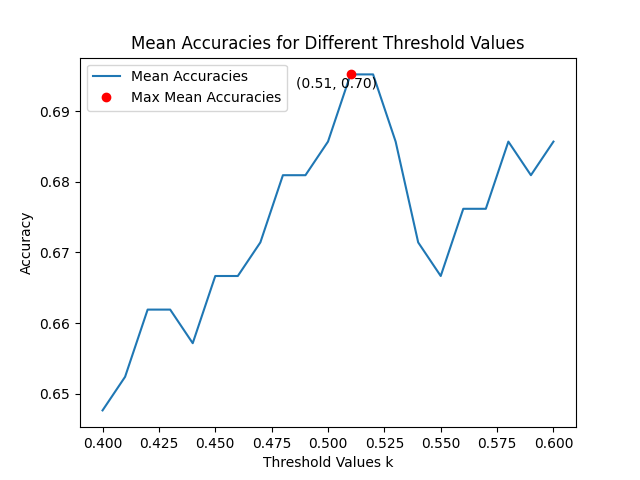 Mean Accuracies for Different Threshold Values
Mean Accuracies
Max Mean Accuracies
(0.51, 0.70)
0.69
0.68
0.67
0.66
0.65
Accuracy
0.400 0.425 0.450 0.475 0.500 0.525 0.550 0.575 0.600
Threshold Values k